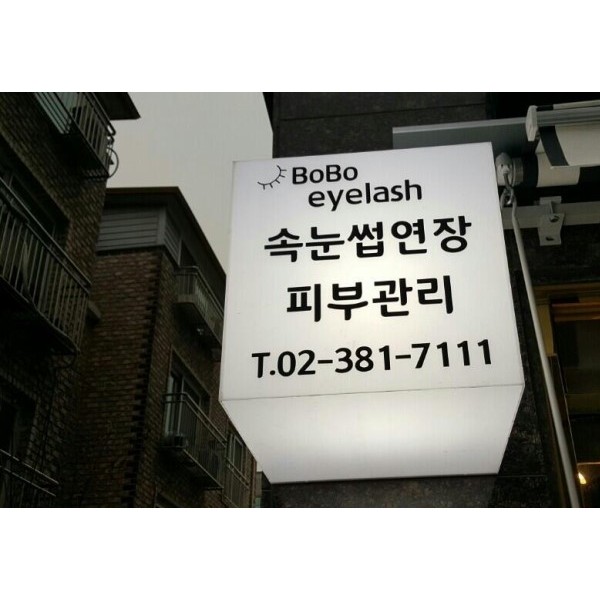 BoBo
eyelash
속눈썹연장
피부관리
T.02-381-7111